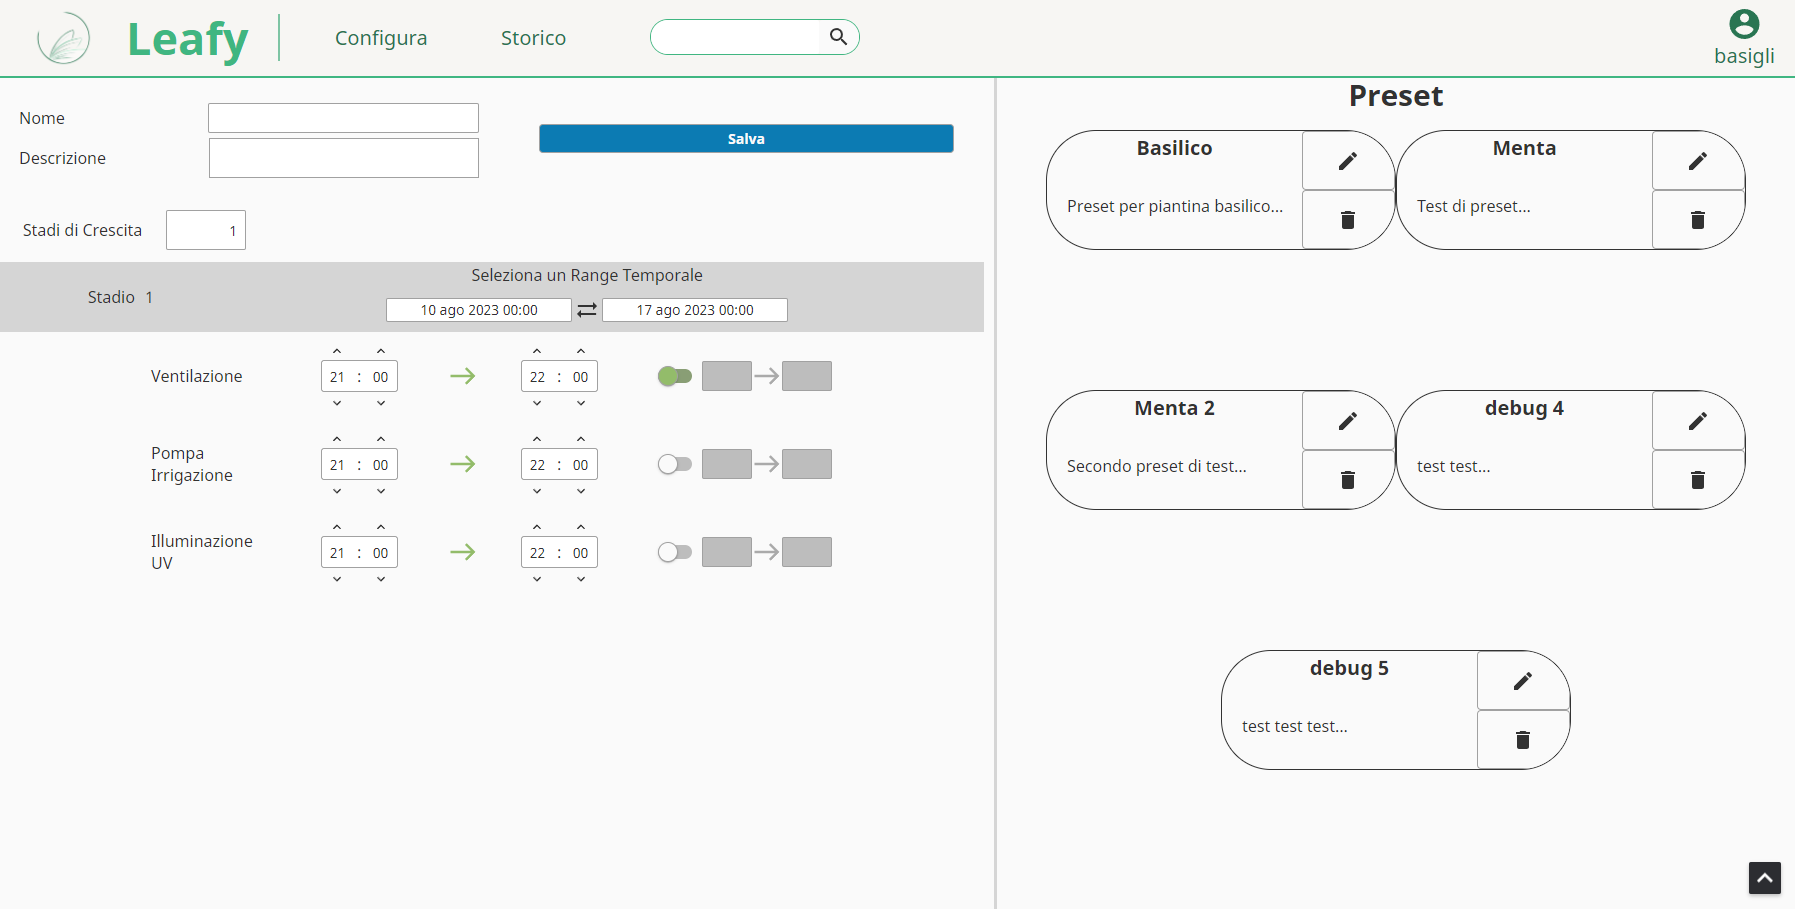 Leafy
Configura
Storico
basigli
Nome
Salva
Descrizione
Stadi di Crescita 1
Seleziona un Range Temporale
Stadio 1
10 ago 2023 00:00
17 ago 2023 00:00
Ventilazione
21 : 00
22 : 00
Pompa
Irrigazione
21 : 00
22 : 00
Illuminazione
UV
21 : 00
22 : 00
Preset
Basilico
Preset per piantina basilico...
Menta
Test di preset...
Menta 2
Secondo preset di test...
debug 4
test test...
debug 5
test test test...